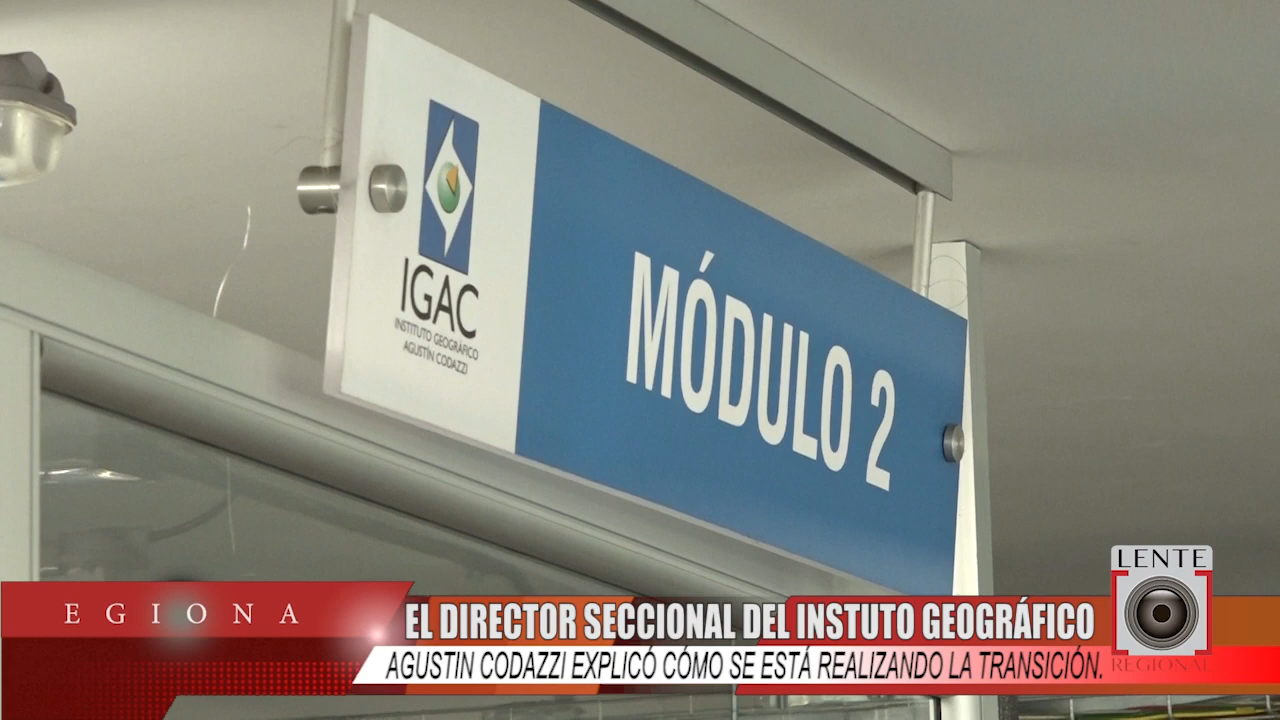 IGAC
INSTITUTO GEOGRÁFICO
AGUSTÍN CODAZZI
MÓDULO 2
LENTE
REGIONAL
EGIONA
EL DIRECTOR SECCIONAL DEL INSTUTO GEOGRÁFICO
AGUSTIN CODAZZI EXPLICÓ CÓMO SE ESTÁ REALIZANDO LA TRANSICIÓN.